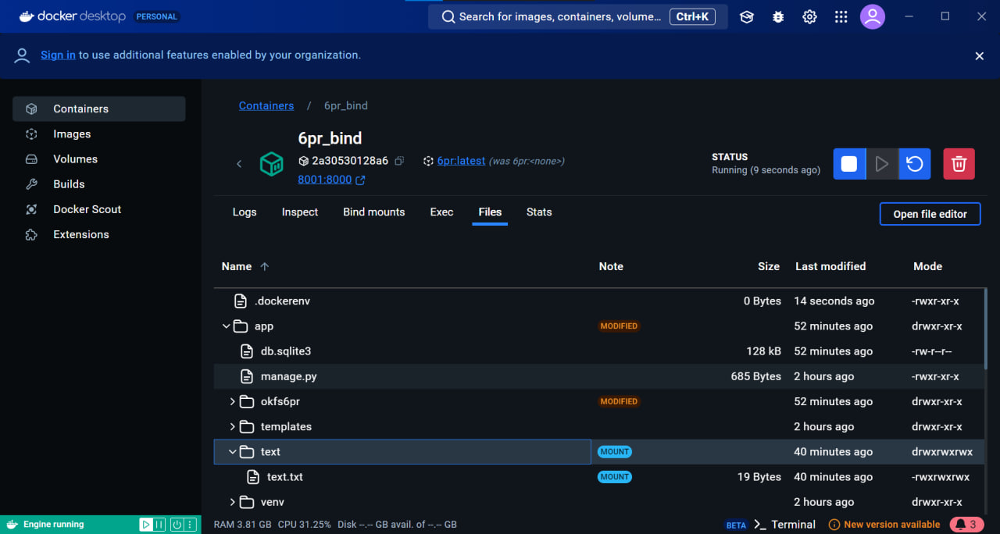 docker desktop PERSONAL
Search for images, containers, volume... Ctrl+K
Sign in to use additional features enabled by your organization.
Containers
Images
Volumes
Builds
Docker Scout
Extensions
Containers / 6pr_bind
6pr_bind
2a30530128a6 6pr:latest (was 6pr:<none>)
8001:8000
STATUS
Running (9 seconds ago)
Logs Inspect Bind mounts Exec Files Stats
Open file editor
Name Note Size Last modified Mode
.dockerenv 0 Bytes 14 seconds ago -rwxr-xr-x
app MODIFIED 52 minutes ago drwxr-xr-x
db.sqlite3 128 kB 52 minutes ago -rw-r--r--
manage.py 685 Bytes 2 hours ago -rwxr-xr-x
okfs6pr MODIFIED 52 minutes ago drwxr-xr-x
templates 2 hours ago drwxr-xr-x
text MOUNT 40 minutes ago drwxrwxrwx
text.txt MOUNT 19 Bytes 40 minutes ago -rwxrwxrwx
venv 2 hours ago drwxr-xr-x
Engine running
RAM 3.81 GB CPU 31.25% Disk --.-- GB avail. of --.-- GB
BETA >_ Terminal New version available 3